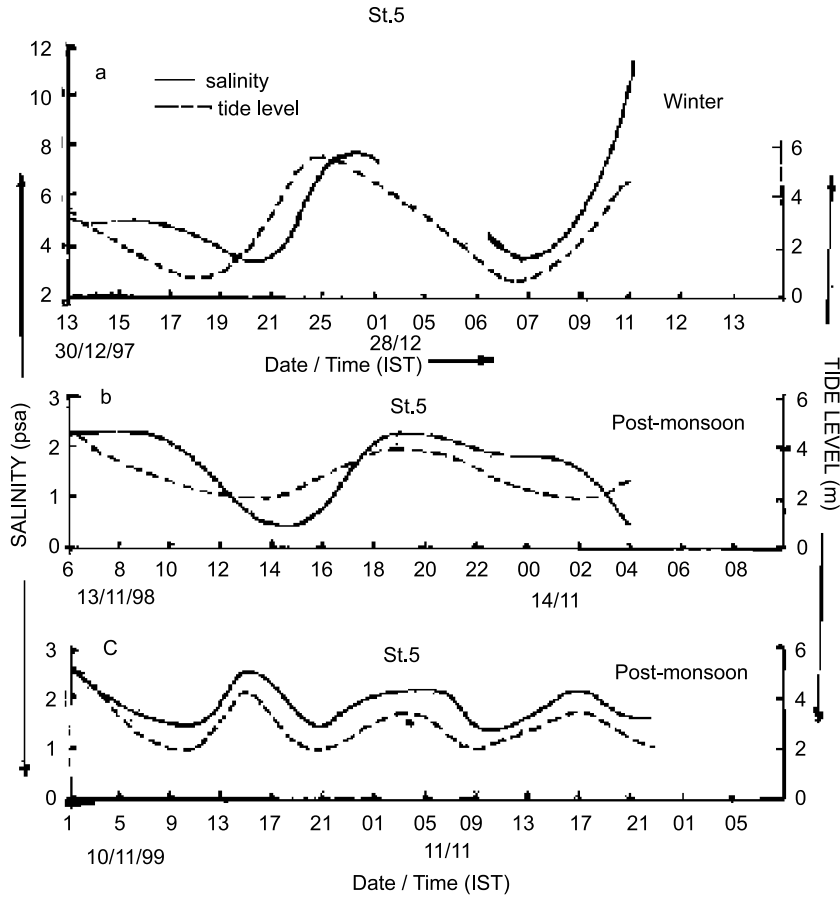 St.5
12
10
8
6
4
2
a
salinity
tide level
Winter
6
4
2
0
13 15 17 19 21 25 01 05 06 07 09 11 12 13
30/12/97
28/12
Date / Time (IST)
SALINITY (psa)
TIDE LEVEL (m)
3
2
1
0
b
St.5
Post-monsoon
6
4
2
0
6 8 10 12 14 16 18 20 22 00 02 04 06 08
13/11/98
14/11
3
2
1
0
C
St.5
Post-monsoon
6
4
2
0
1 5 9 13 17 21 01 05 09 13 17 21 01 05
10/11/99
11/11
Date / Time (IST)